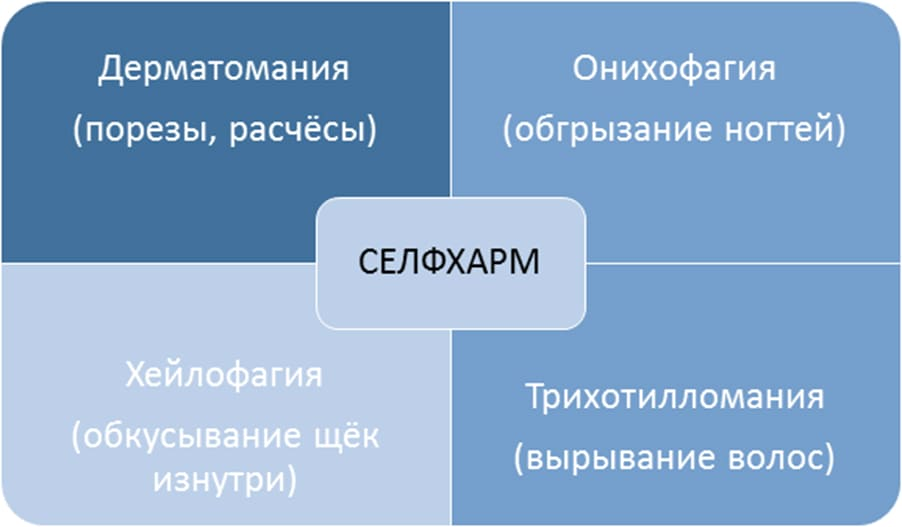 Дерматомания
(порезы, расчёсы)
Онихофагия
(обгрызание ногтей)
СЕЛФХАРМ
Хейлофагия
(обкусывание щёк
изнутри)
Трихотилломания
(вырывание волос)